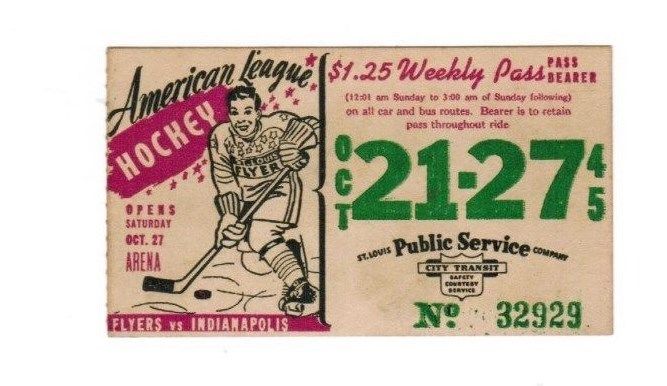 American League
HOCKEY
ST. LOUIS
FLYER
OPENS
SATURDAY
OCT. 27
ARENA
FLYERS vs INDIANAPOLIS
$1.25 Weekly Pass PASS BEARER
(12:01 am Sunday to 3:00 am of Sunday following)
on all car and bus routes. Bearer is to retain
pass throughout ride
OCT 21-27 45
ST. LOUIS Public Service COMPANY
CITY TRANSIT
SAFETY
COURTESY
SERVICE
No 32929